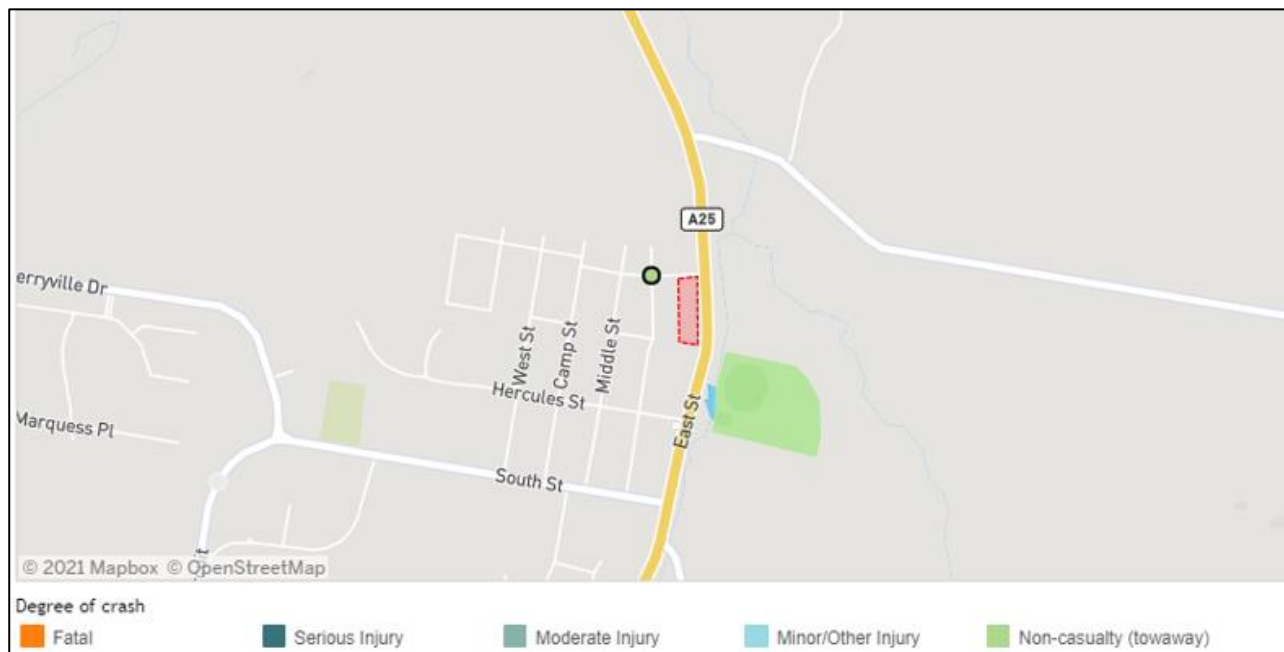 A25
erryville Dr
West St
Camp St
Middle St
Hercules St
East St
Marquess Pl
South St
© 2021 Mapbox © OpenStreetMap
Degree of crash
Fatal
Serious Injury
Moderate Injury
Minor/Other Injury
Non-casualty (towaway)